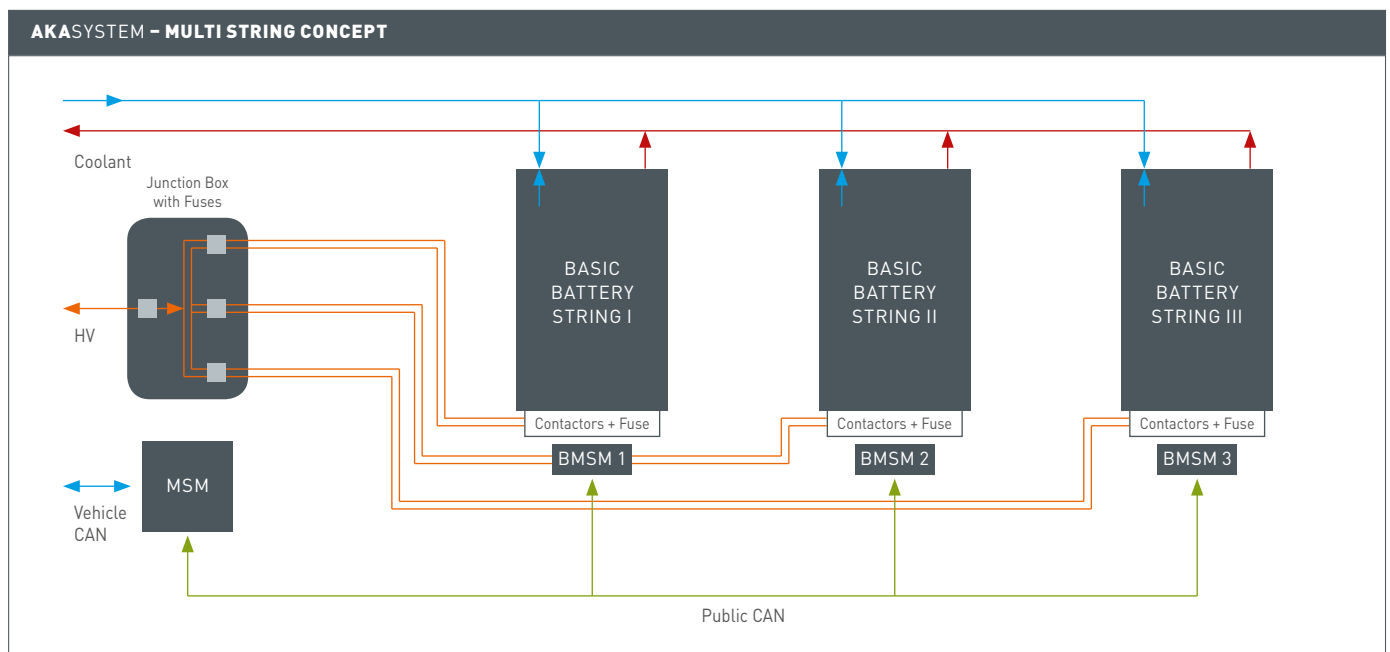 AKASYSTEM – MULTI STRING CONCEPT
Coolant
Junction Box
with Fuses
HV
BASIC
BATTERY
STRING I
BASIC
BATTERY
STRING II
BASIC
BATTERY
STRING III
Contactors + Fuse
Contactors + Fuse
Contactors + Fuse
BMSM 1
BMSM 2
BMSM 3
MSM
Vehicle
CAN
Public CAN